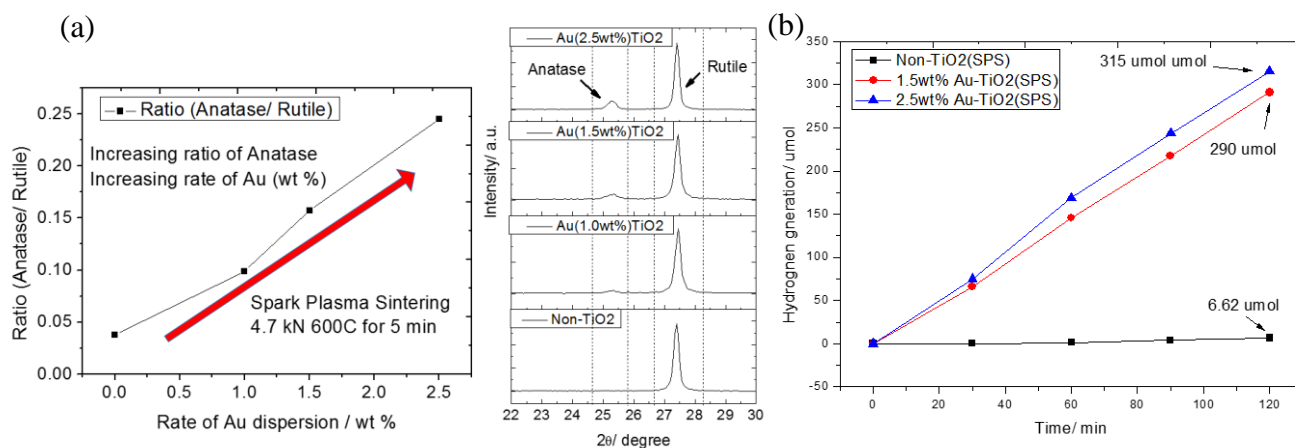 (a)
Ratio (Anatase/ Rutile)
Increasing ratio of Anatase
Increasing rate of Au (wt %)
Spark Plasma Sintering
4.7 kN 600C for 5 min
Ratio (Anatase/ Rutile)
0.25
0.20
0.15
0.10
0.05
0.00
0.0 0.5 1.0 1.5 2.0 2.5
Rate of Au dispersion / wt %
Au(2.5wt%)TiO2
Anatase
Rutile
Au(1.5wt%)TiO2
Au(1.0wt%)TiO2
Non-TiO2
Intensity/ a.u.
22 23 24 25 26 27 28 29 30
2θ/ degree
(b)
Non-TiO2(SPS)
1.5wt% Au-TiO2(SPS)
2.5wt% Au-TiO2(SPS)
315 umol umol
290 umol
6.62 umol
Hydrognen gneration/ umol
350
300
250
200
150
100
50
0
-50
0 20 40 60 80 100 120
Time/ min